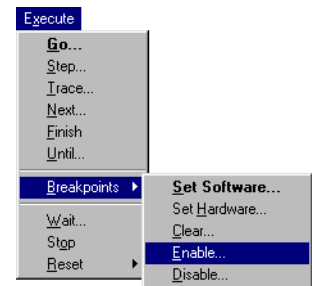 Execute
Go...
Step...
Trace...
Next...
Finish
Until...
Breakpoints
Set Software...
Set Hardware...
Clear...
Enable...
Disable...
Wait...
Stop
Reset